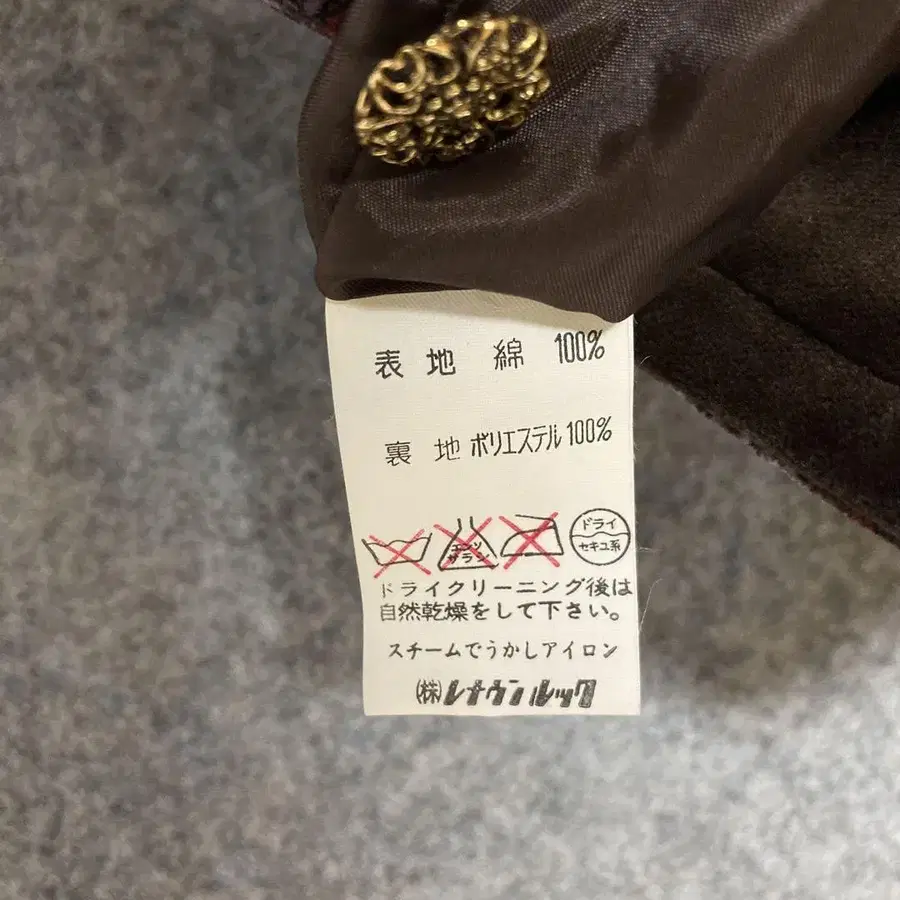 表地 綿 100%
裏地 ポリエステル100%
エンソ
サラシ
ドライ
セキユ系
ドライクリーニング後は
自然乾燥をして下さい。
スチームでうかしアイロン
(株)レナウンルック